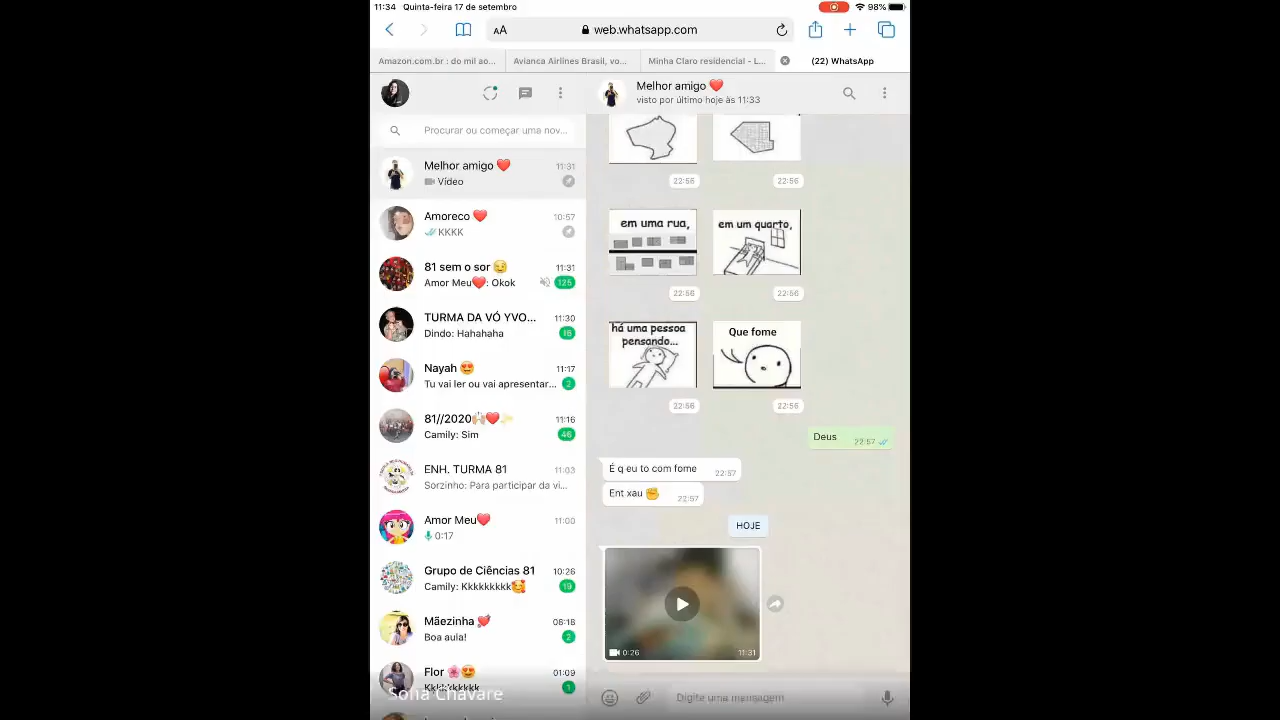 11:34 Quinta-feira 17 de setembro 98%
AA web.whatsapp.com
Amazon.com.br : do mil ao... Avianca Airlines Brasil, vo... Minha Claro residencial - L... (22) WhatsApp
Procurar ou começar uma nov...
Melhor amigo ❤️ 11:31
Vídeo
Amoreco ❤️ 10:57
KKKK
81 sem o sor 😏 11:31
Amor Meu❤️: Okok 125
TURMA DA VÓ YVO... 11:30
Dindo: Hahahaha 16
Nayah 😍 11:17
Tu vai ler ou vai apresentar... 2
81//2020🙌🏻❤️✨ 11:16
Camily: Sim 46
ENH. TURMA 81 11:03
Sorzinho: Para participar da vi...
Amor Meu❤️ 11:00
0:17
Grupo de Ciências 81 10:26
Camily: Kkkkkkkkk🥰 19
Mãezinha 💕 08:18
Boa aula! 2
Flor 🌸😍 01:09
Kkkkkkkkkk 1
Sofia Chavare
Melhor amigo ❤️
visto por último hoje às 11:33
22:56 22:56
em uma rua, em um quarto,
22:56 22:56
há uma pessoa
pensando... Que fome
22:56 22:56
Deus 22:57
É q eu to com fome 22:57
Ent xau ✊ 22:57
HOJE
0:26 11:31
Digite uma mensagem